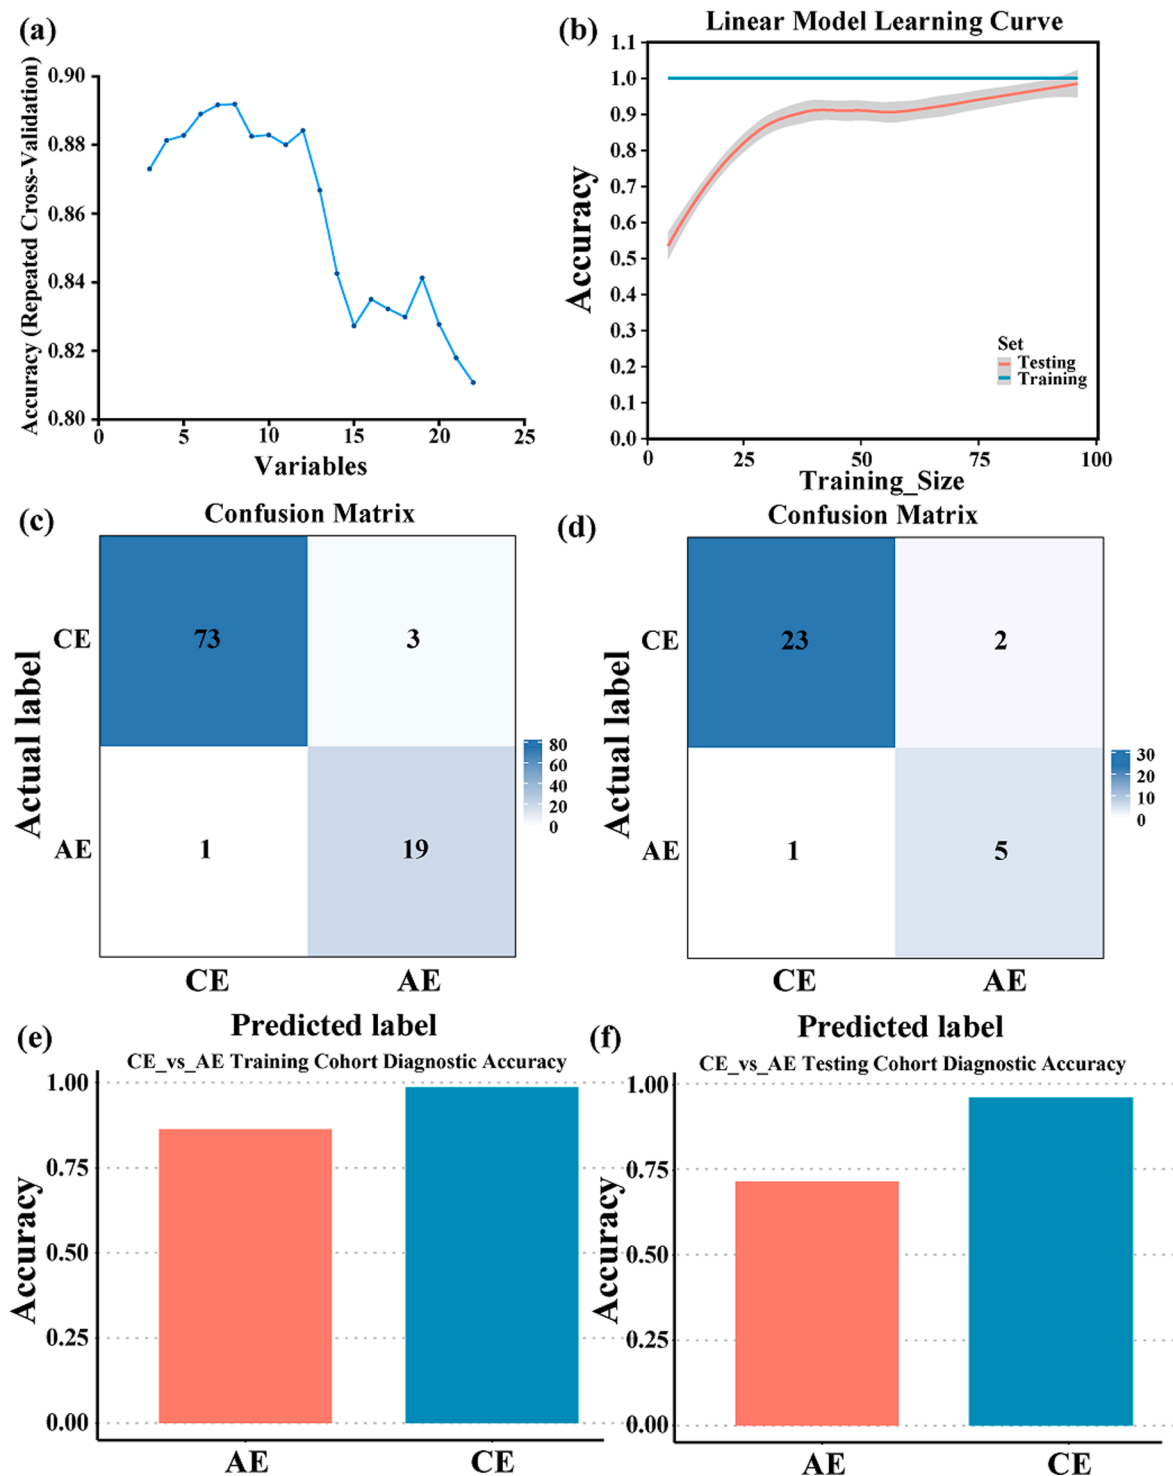 (a)
Accuracy (Repeated Cross-Validation)
0.90
0.88
0.86
0.84
0.82
0.80
0 5 10 15 20 25
Variables
(b)
Linear Model Learning Curve
Accuracy
1.1
1.0
0.9
0.8
0.7
0.6
0.5
0.4
0.3
0.2
0.1
0.0
Set
Testing
Training
0 25 50 75 100
Training_Size
(c)
Confusion Matrix
Actual label
CE 73 3
AE 1 19
CE AE
Predicted label
80
60
40
20
0
(d)
Confusion Matrix
Actual label
CE 23 2
AE 1 5
CE AE
Predicted label
30
20
10
0
(e)
CE_vs_AE Training Cohort Diagnostic Accuracy
Accuracy
1.00
0.75
0.50
0.25
0.00
AE CE
(f)
CE_vs_AE Testing Cohort Diagnostic Accuracy
Accuracy
1.00
0.75
0.50
0.25
0.00
AE CE